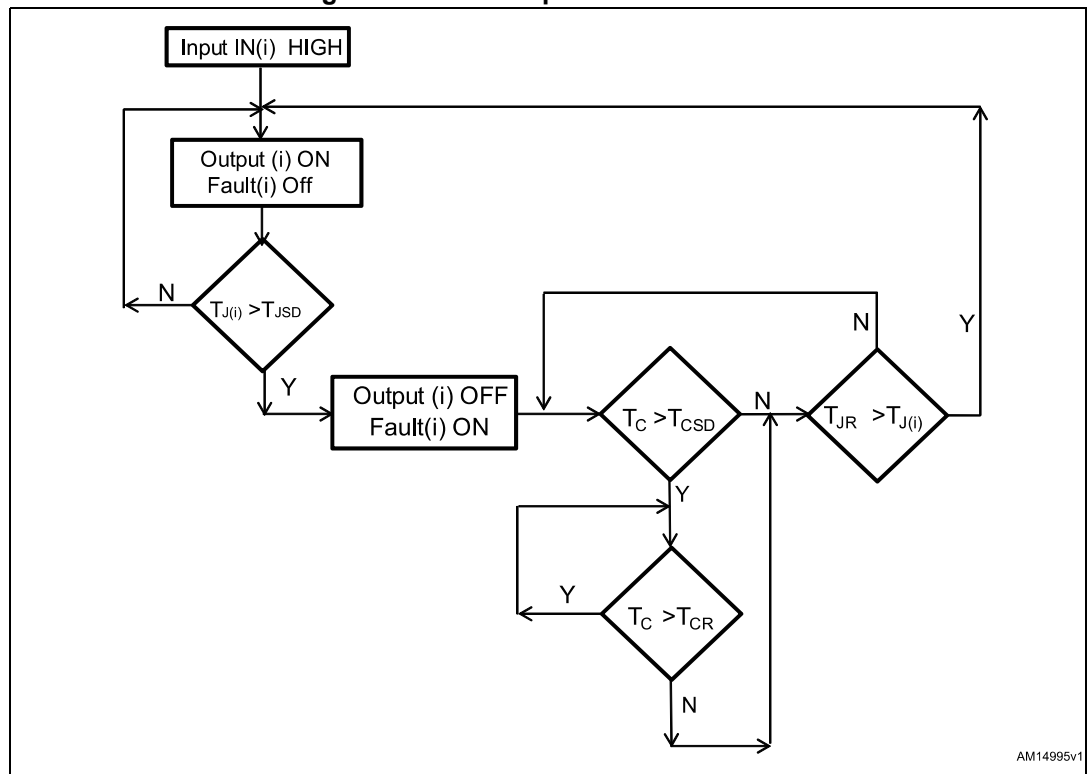 Input IN(i) HIGH
Output (i) ON
Fault(i) Off
N
TJ(i) >TJSD
Y
Output (i) OFF
Fault(i) ON
TC >TCSD
N
TJR >TJ(i)
N
Y
Y
TC >TCR
Y
N
AM14995v1